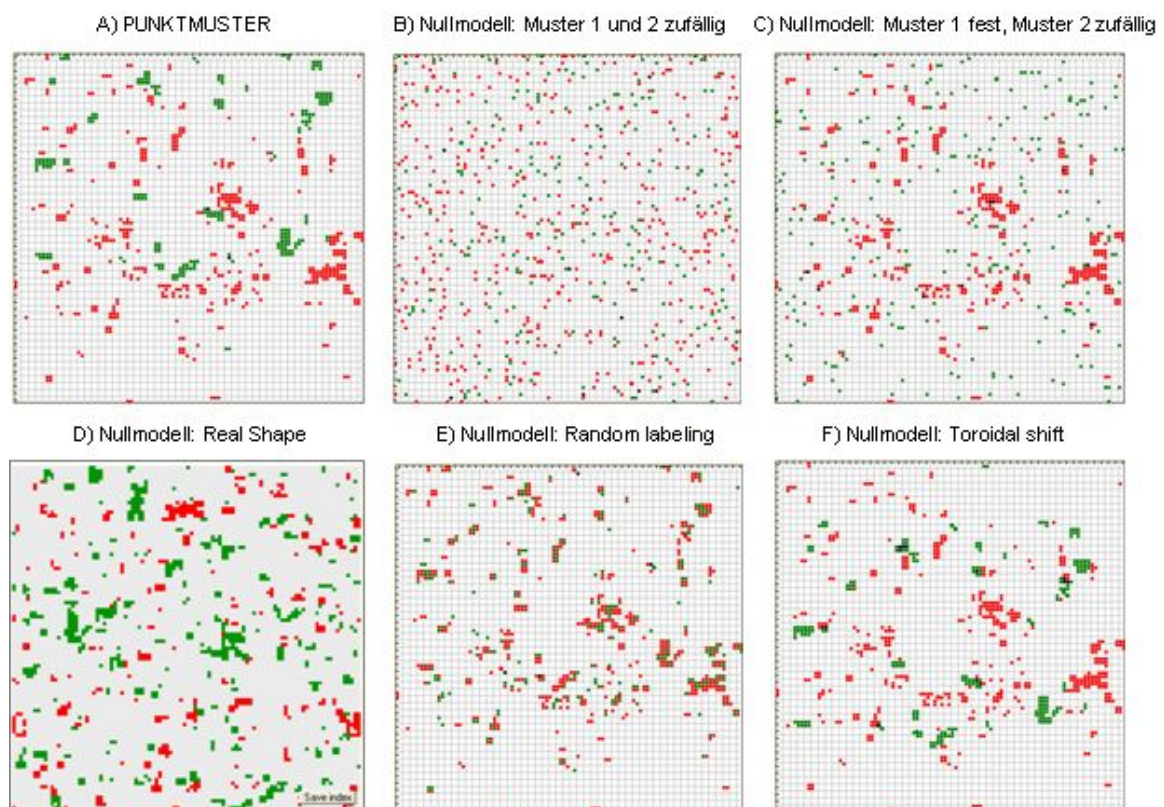 A) PUNKTMUSTER
B) Nullmodell: Muster 1 und 2 zufällig
C) Nullmodell: Muster 1 fest, Muster 2 zufällig
D) Nullmodell: Real Shape
E) Nullmodell: Random labeling
F) Nullmodell: Toroidal shift
Save index